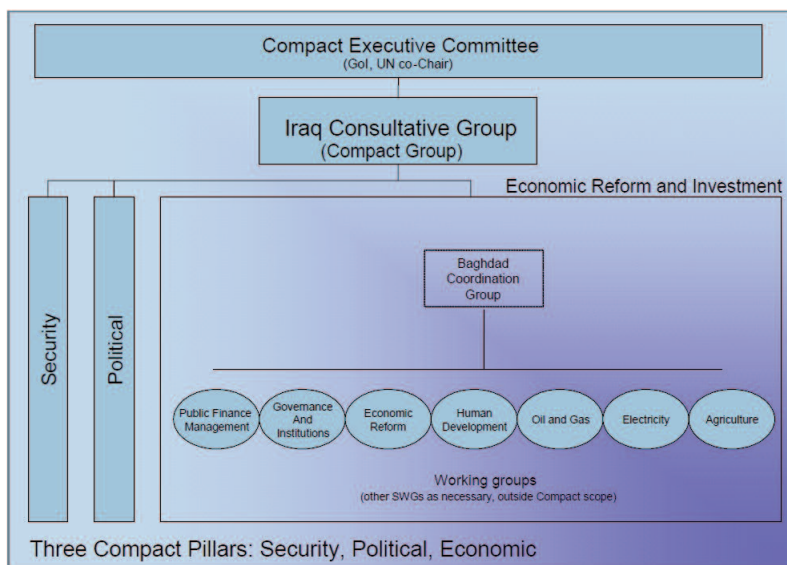 Compact Executive Committee
(GoI, UN co-Chair)
Iraq Consultative Group
(Compact Group)
Economic Reform and Investment
Security
Political
Baghdad
Coordination
Group
Public Finance
Management
Governance
And
Institutions
Economic
Reform
Human
Development
Oil and Gas
Electricity
Agriculture
Working groups
(other SWGs as necessary, outside Compact scope)
Three Compact Pillars: Security, Political, Economic